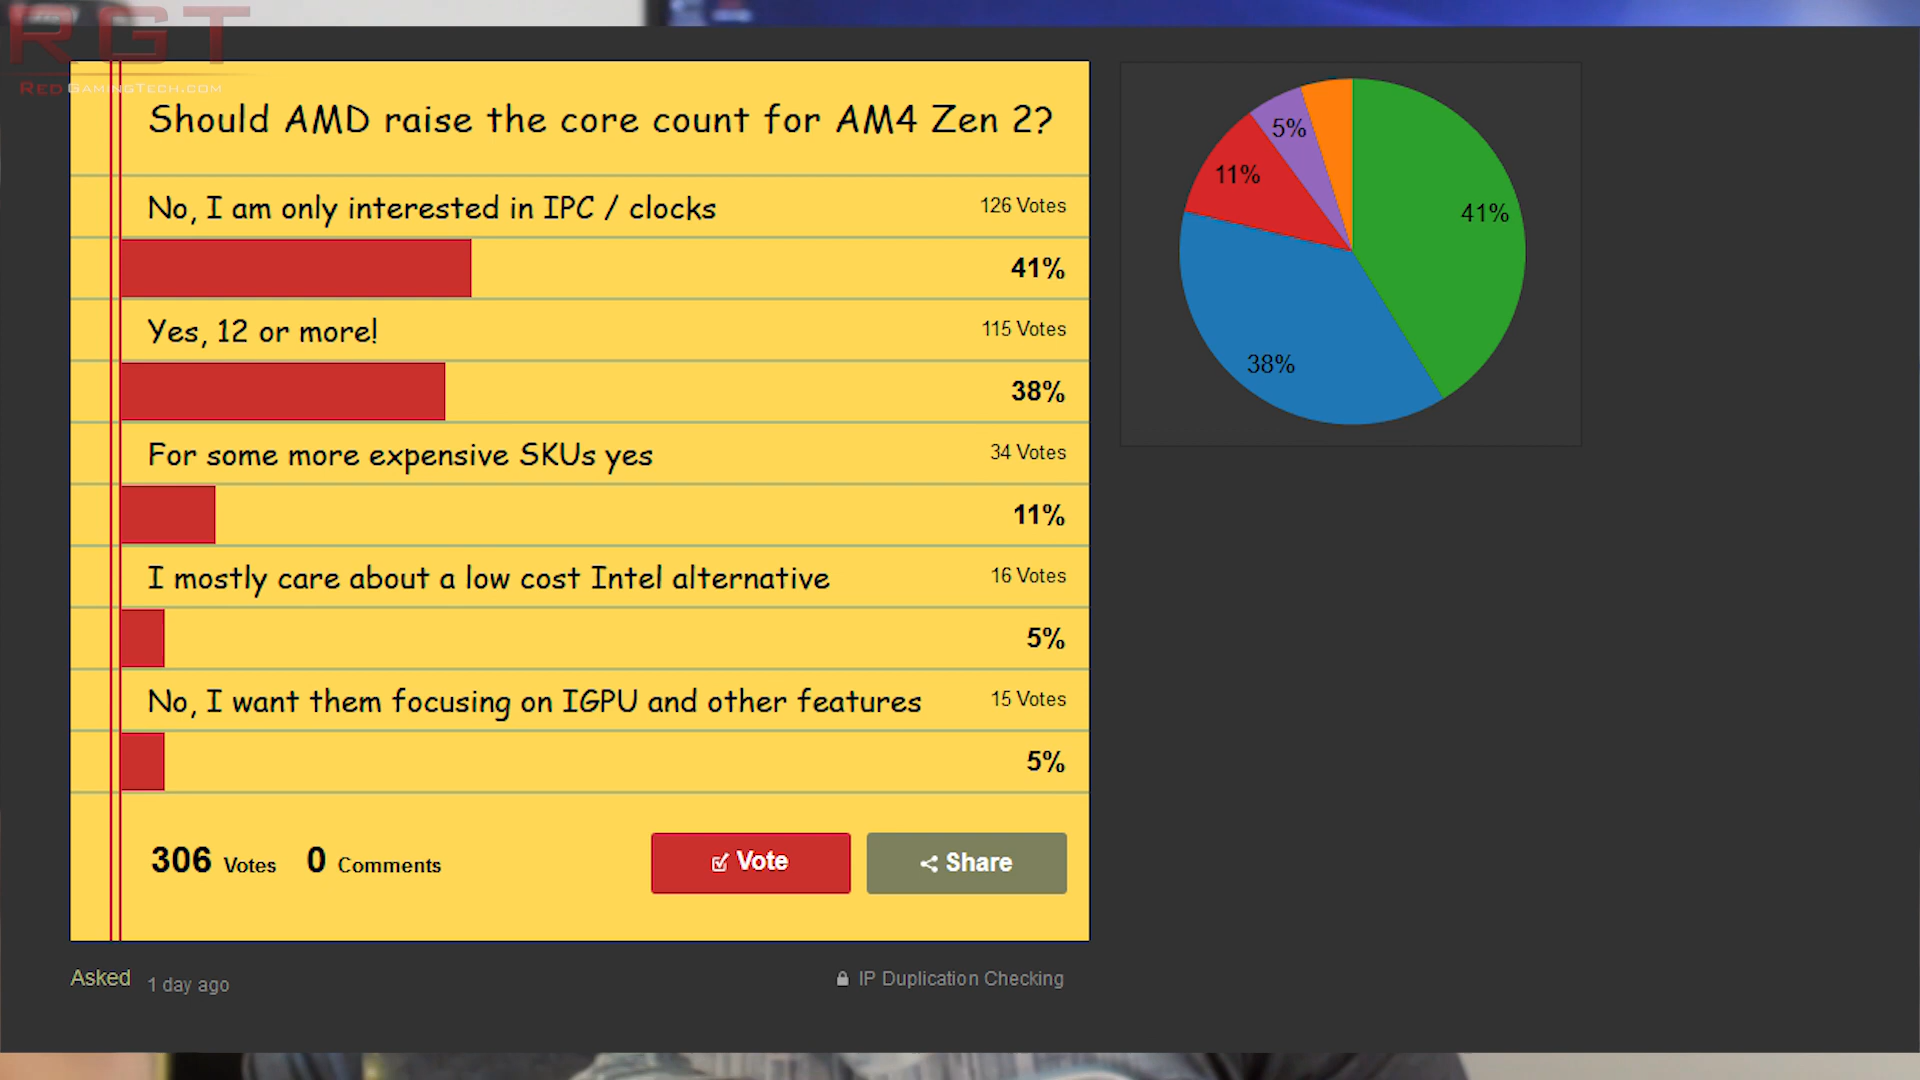 RGT
RedGamingTech.com
Should AMD raise the core count for AM4 Zen 2?
No, I am only interested in IPC / clocks
126 Votes
41%
Yes, 12 or more!
115 Votes
38%
For some more expensive SKUs yes
34 Votes
11%
I mostly care about a low cost Intel alternative
16 Votes
5%
No, I want them focusing on IGPU and other features
15 Votes
5%
306 Votes 0 Comments
Vote
Share
Asked 1 day ago
IP Duplication Checking
5%
11%
41%
38%